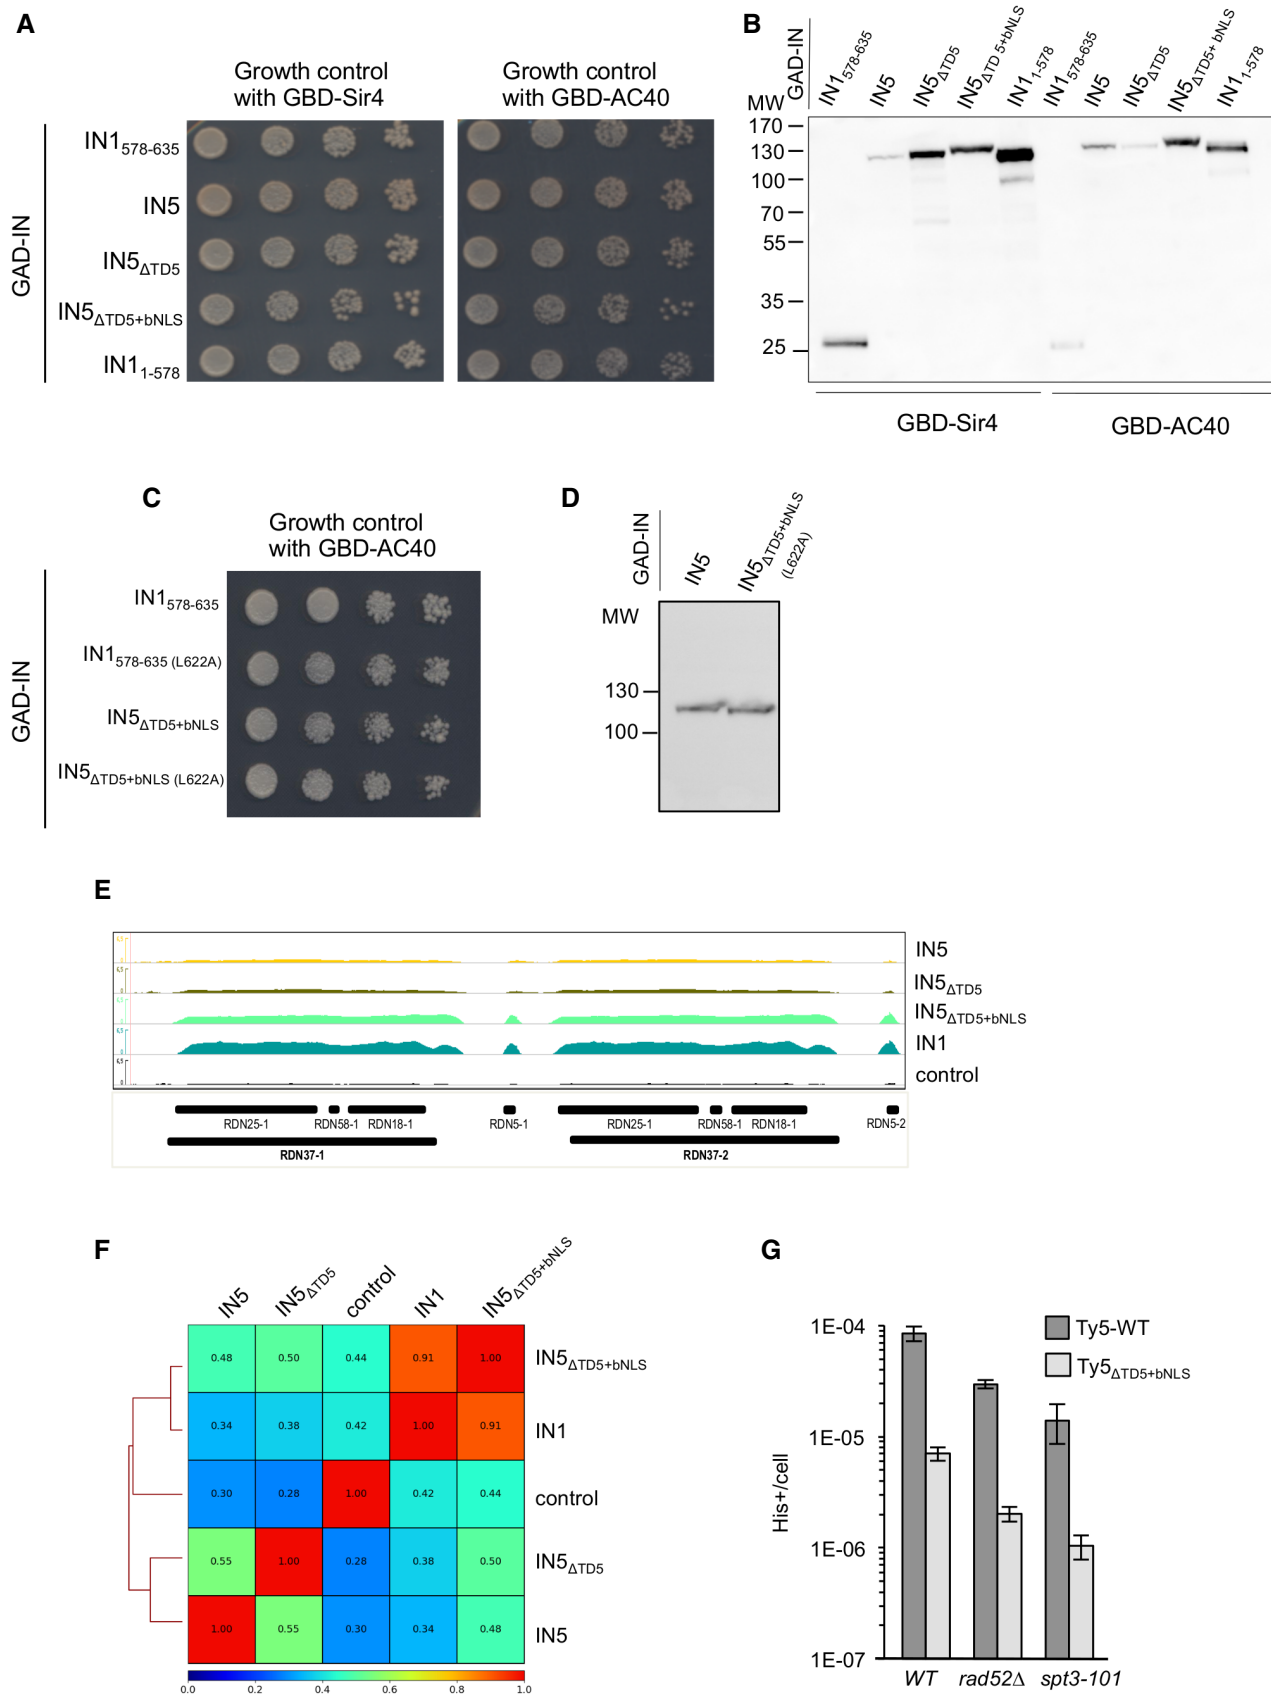 A
Growth control
with GBD-Sir4
Growth control
with GBD-AC40
GAD-IN
IN1578-635
IN5
IN5ΔTD5
IN5ΔTD5+bNLS
IN11-578
B
GAD-IN
IN1578-635
IN5
IN5ΔTD5
IN5ΔTD 5+bNLS
IN11-578
IN1578-635
IN5
IN5ΔTD5
IN5ΔTD5+ bNLS
IN11-578
MW
170
130
100
70
55
35
25
GBD-Sir4
GBD-AC40
C
Growth control
with GBD-AC40
GAD-IN
IN1578-635
IN1578-635 (L622A)
IN5ΔTD5+bNLS
IN5ΔTD5+bNLS (L622A)
D
GAD-IN
IN5
IN5ΔTD5+bNLS
(L622A)
MW
130
100
E
IN5
IN5ΔTD5
IN5ΔTD5+bNLS
IN1
control
RDN25-1 RDN58-1 RDN18-1 RDN5-1 RDN25-1 RDN58-1 RDN18-1 RDN5-2
RDN37-1 RDN37-2
F
IN5
IN5ΔTD5
control
IN1
IN5ΔTD5+bNLS
0.48 0.50 0.44 0.91 1.00 IN5ΔTD5+bNLS
0.34 0.38 0.42 1.00 0.91 IN1
0.30 0.28 1.00 0.42 0.44 control
0.55 1.00 0.28 0.38 0.50 IN5ΔTD5
1.00 0.55 0.30 0.34 0.48 IN5
0.0 0.2 0.4 0.6 0.8 1.0
G
His+/cell
1E-04
1E-05
1E-06
1E-07
Ty5-WT
Ty5ΔTD5+bNLS
WT rad52Δ spt3-101